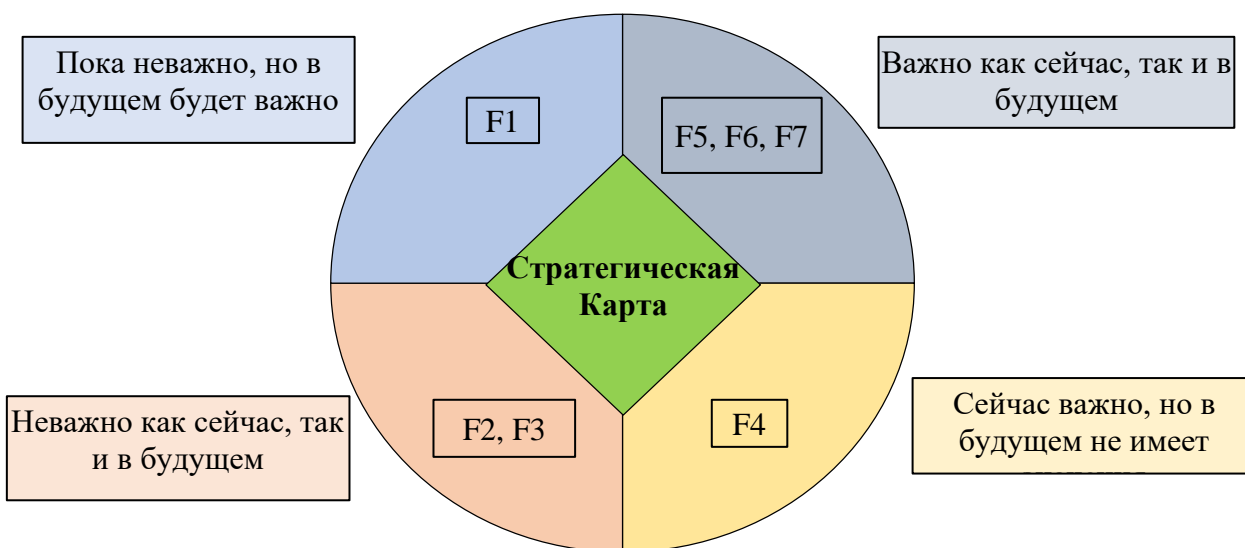 Пока неважно, но в
будущем будет важно
F1
F5, F6, F7
Важно как сейчас, так и в
будущем
Стратегическая
Карта
Неважно как сейчас, так
и в будущем
F2, F3
F4
Сейчас важно, но в
будущем не имеет